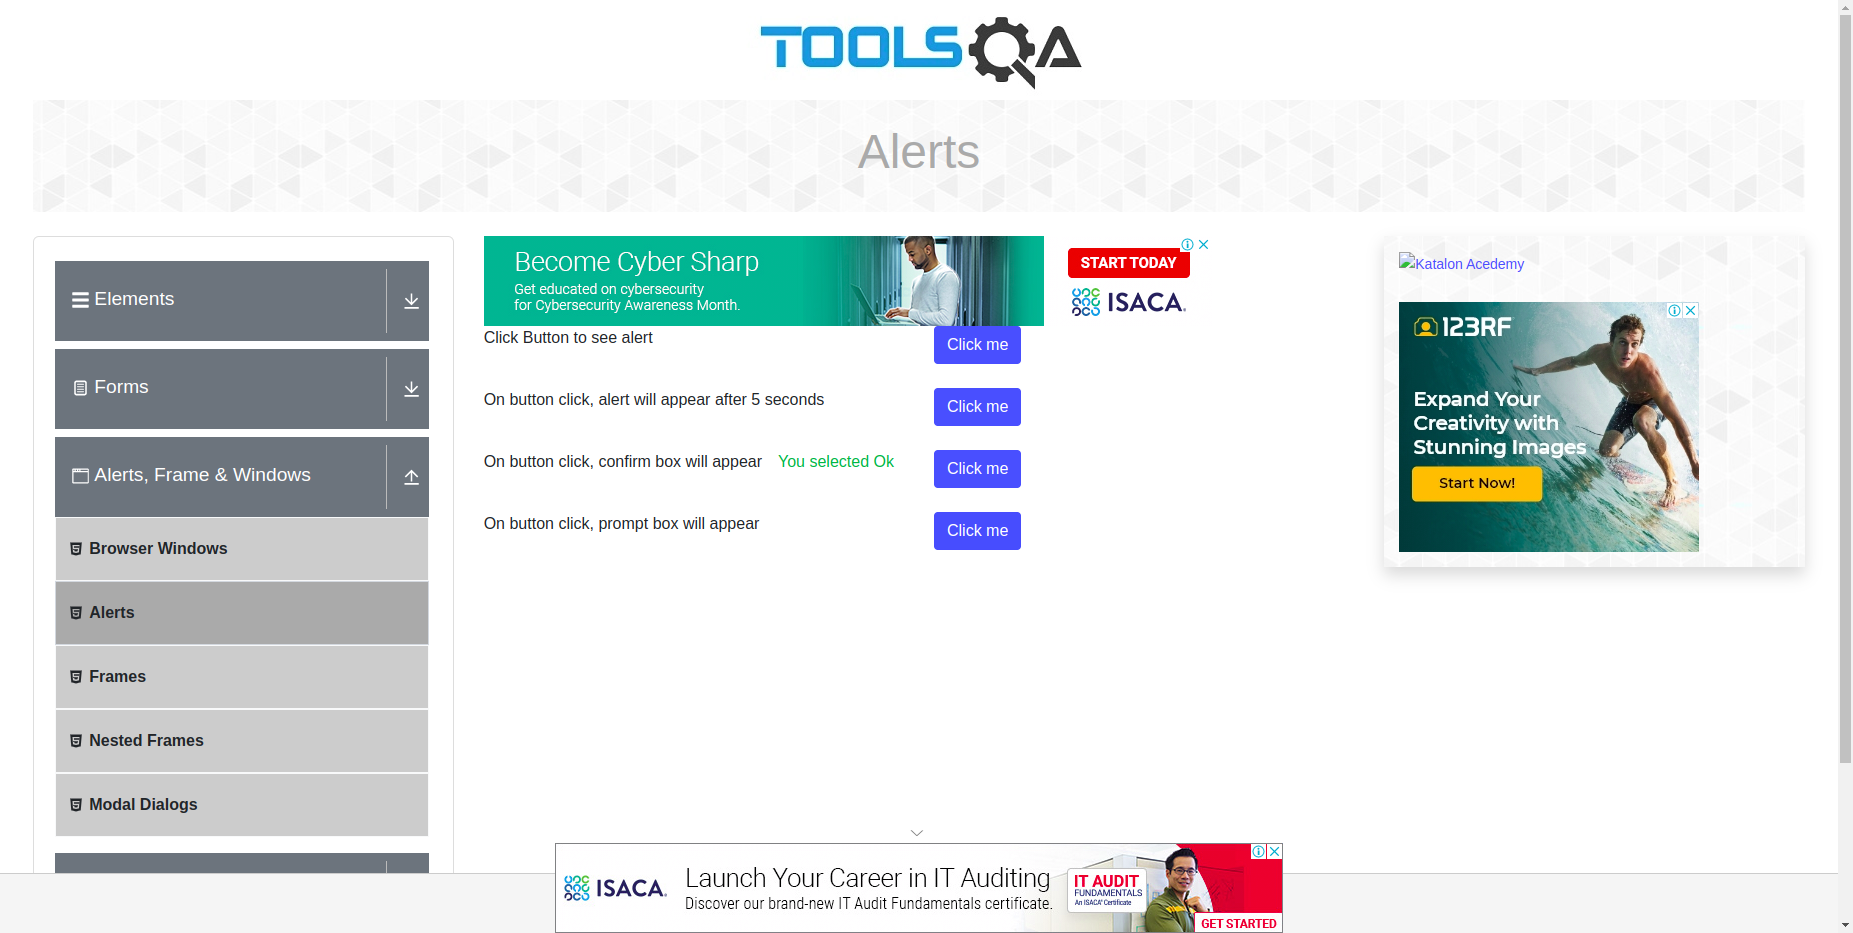 TOOLSQA
Alerts
Elements
Forms
Alerts, Frame & Windows
Browser Windows
Alerts
Frames
Nested Frames
Modal Dialogs
Become Cyber Sharp
Get educated on cybersecurity
for Cybersecurity Awareness Month.
START TODAY
ISACA.
Click Button to see alert
Click me
On button click, alert will appear after 5 seconds
Click me
On button click, confirm box will appear You selected Ok
Click me
On button click, prompt box will appear
Click me
Katalon Acedemy
123RF
Expand Your
Creativity with
Stunning Images
Start Now!
ISACA.
Launch Your Career in IT Auditing
Discover our brand-new IT Audit Fundamentals certificate.
IT AUDIT
FUNDAMENTALS
An ISACA® Certificate
GET STARTED